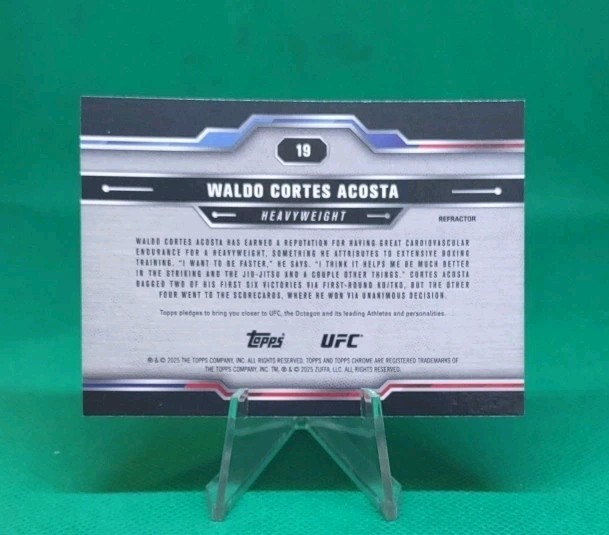 19
WALDO CORTES ACOSTA
HEAVYWEIGHT
REFRACTOR
WALDO CORTES ACOSTA HAS EARNED A REPUTATION FOR HAVING GREAT CARDIOVASCULAR
ENDURANCE FOR A HEAVYWEIGHT, SOMETHING HE ATTRIBUTES TO EXTENSIVE BOXING
TRAINING. "I WANT TO BE FASTER," HE SAYS. "I THINK IT HELPS ME BE MUCH BETTER
IN THE STRIKING AND THE JIU-JITSU AND A COUPLE OTHER THINGS." CORTES ACOSTA
BAGGED TWO OF HIS FIRST SIX VICTORIES VIA FIRST-ROUND KO/TKO, BUT THE OTHER
FOUR WENT TO THE SCORECARDS, WHERE HE WON VIA UNANIMOUS DECISION.
Topps pledges to bring you closer to UFC, the Octagon and its leading Athletes and personalities.
Topps UFC
® & © 2025 THE TOPPS COMPANY, INC. ALL RIGHTS RESERVED. TOPPS AND TOPPS CHROME ARE REGISTERED TRADEMARKS OF
THE TOPPS COMPANY, INC. TM, ® & © 2025 ZUFFA, LLC. ALL RIGHTS RESERVED.